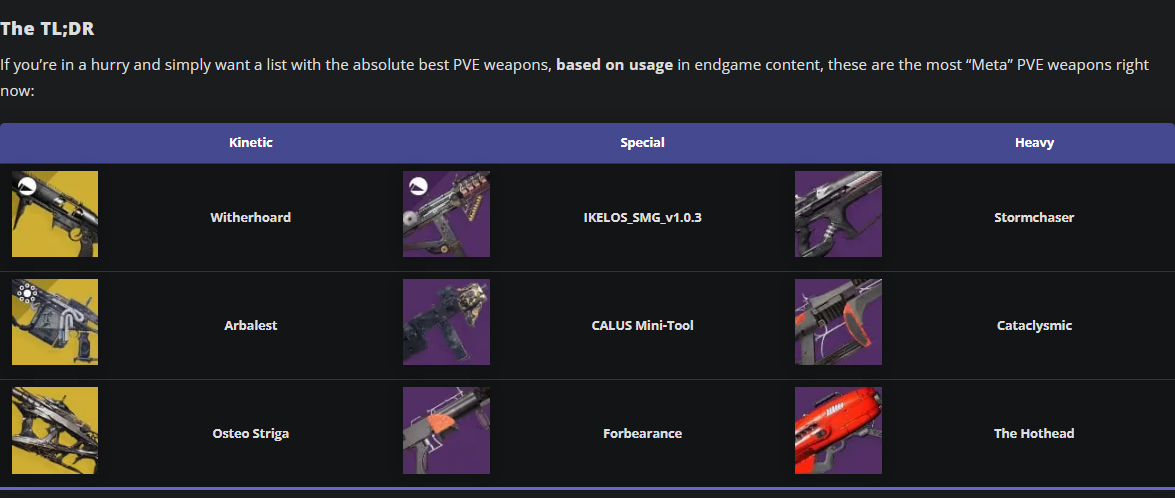 The TL;DR
If you’re in a hurry and simply want a list with the absolute best PVE weapons, based on usage in endgame content, these are the most “Meta” PVE weapons right
now:
Kinetic Special Heavy
Witherhoard IKELOS_SMG_v1.0.3 Stormchaser
Arbalest CALUS Mini-Tool Cataclysmic
Osteo Striga Forbearance The Hothead